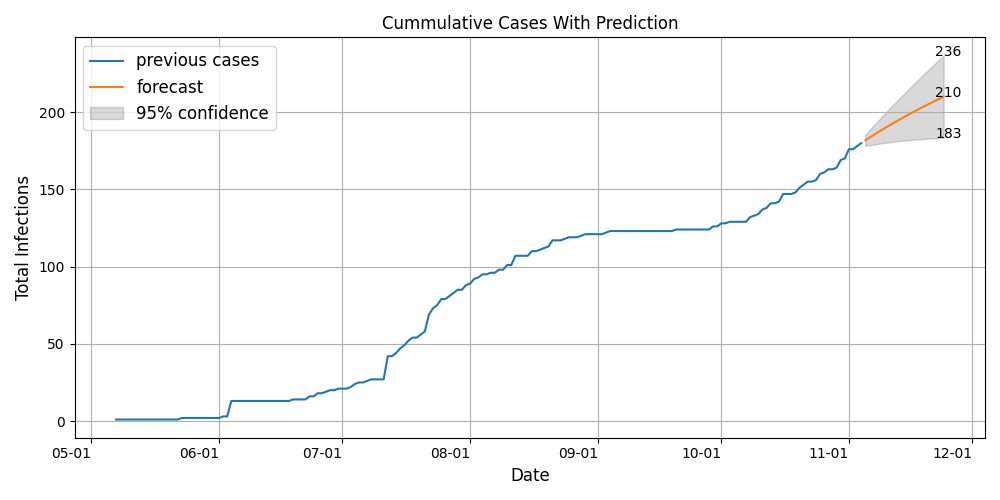 Cummulative Cases With Prediction
previous cases
forecast
95% confidence
236
210
183
Total Infections
200
150
100
50
0
05-01
06-01
07-01
08-01
09-01
10-01
11-01
12-01
Date